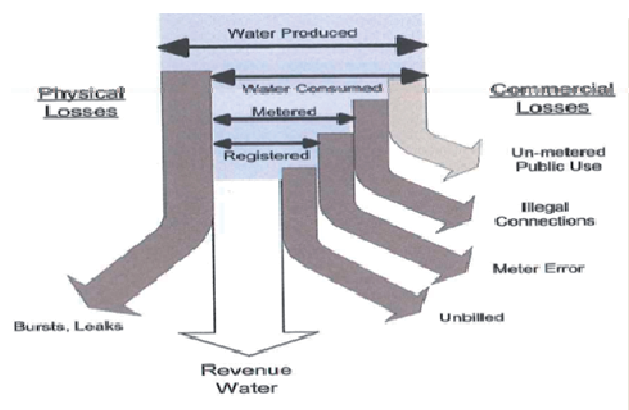 Water Produced
Physical
Losses
Water Consumed
Commercial
Losses
Metered
Registered
Un-metered
Public Use
Illegal
Connections
Meter Error
Unbilled
Bursts, Leaks
Revenue
Water